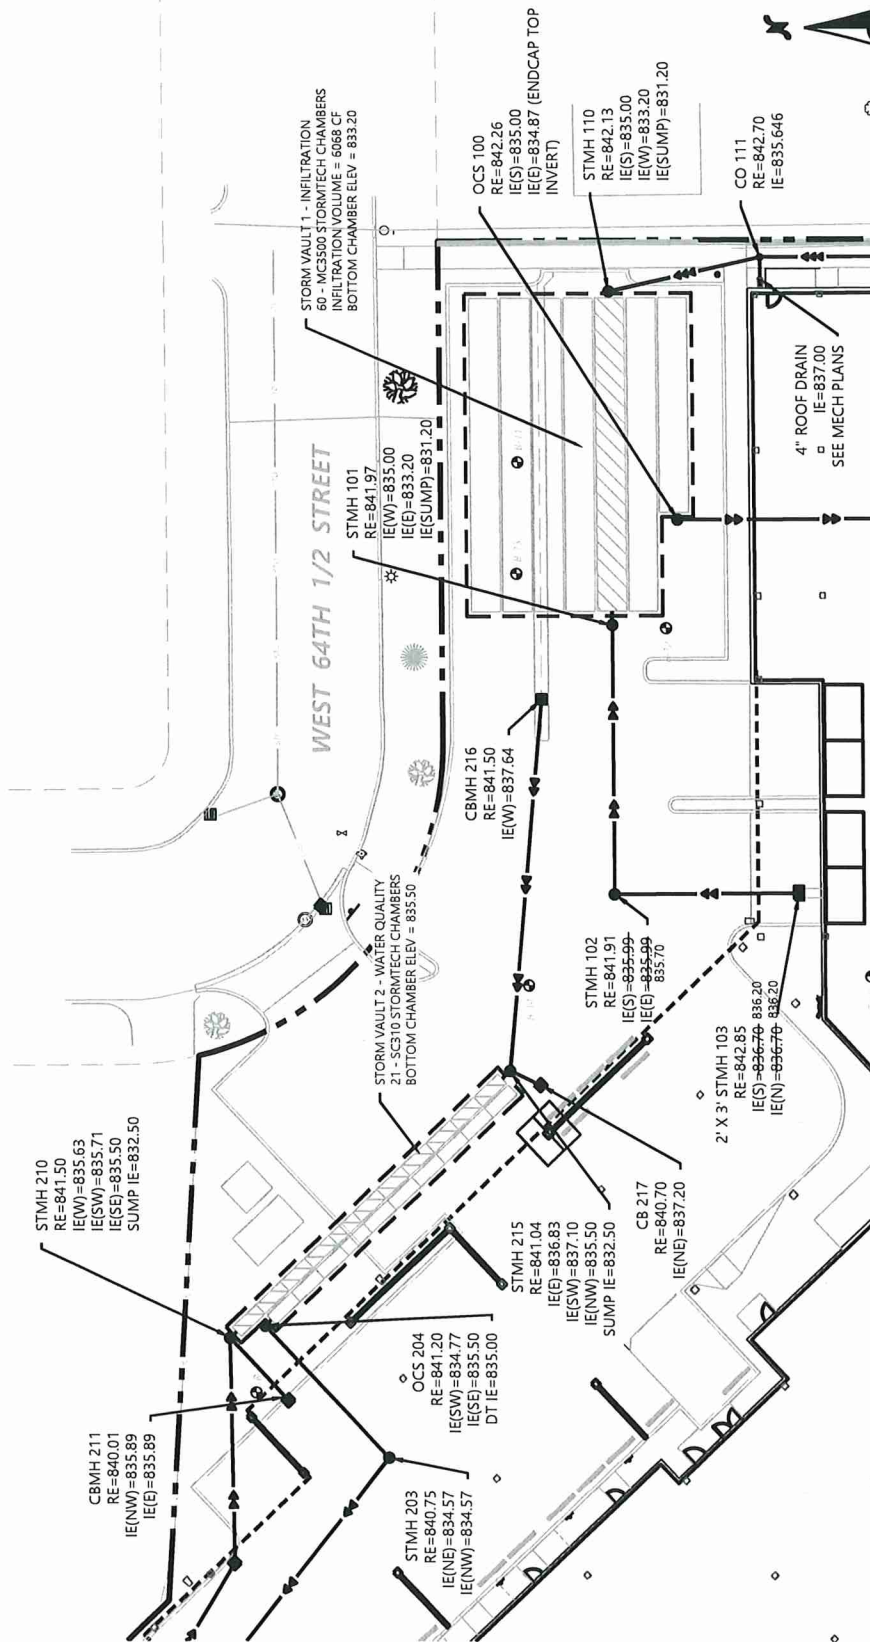 STMH 210
RE=841.50
IE(W)=835.63
IE(SW)=835.71
IE(SE)=835.50
SUMP IE=832.50
CBMH 211
RE=840.01
IE(NW)=835.89
IE(E)=835.89
STMH 203
RE=840.75
IE(NE)=834.57
IE(NW)=834.57
OCS 204
RE=841.20
IE(SW)=834.77
IE(SE)=835.50
DT IE=835.00
STORM VAULT 2 - WATER QUALITY
21 - SC310 STORMTECH CHAMBERS
BOTTOM CHAMBER ELEV = 835.50
STMH 215
RE=841.04
IE(E)=836.83
IE(SW)=837.10
IE(NW)=835.50
SUMP IE=832.50
CB 217
RE=840.70
IE(NE)=837.20
WEST 64TH 1/2 STREET
CBMH 216
RE=841.50
IE(W)=837.64
STMH 102
RE=841.91
IE(S)=835.99
IE(E)=835.99
835.70
2' X 3' STMH 103
RE=842.85
IE(S)=836.70 836.20
IE(N)=836.70 836.20
STMH 101
RE=841.97
IE(W)=835.00
IE(E)=833.20
IE(SUMP)=831.20
STORM VAULT 1 - INFILTRATION
60 - MC3500 STORMTECH CHAMBERS
INFILTRATION VOLUME = 6068 CF
BOTTOM CHAMBER ELEV = 833.20
OCS 100
RE=842.26
IE(S)=835.00
IE(E)=834.87 (ENDCAP TOP
INVERT)
STMH 110
RE=842.13
IE(S)=835.00
IE(W)=833.20
IE(SUMP)=831.20
CO 111
RE=842.70
IE=835.646
4" ROOF DRAIN
IE=837.00
SEE MECH PLANS
N